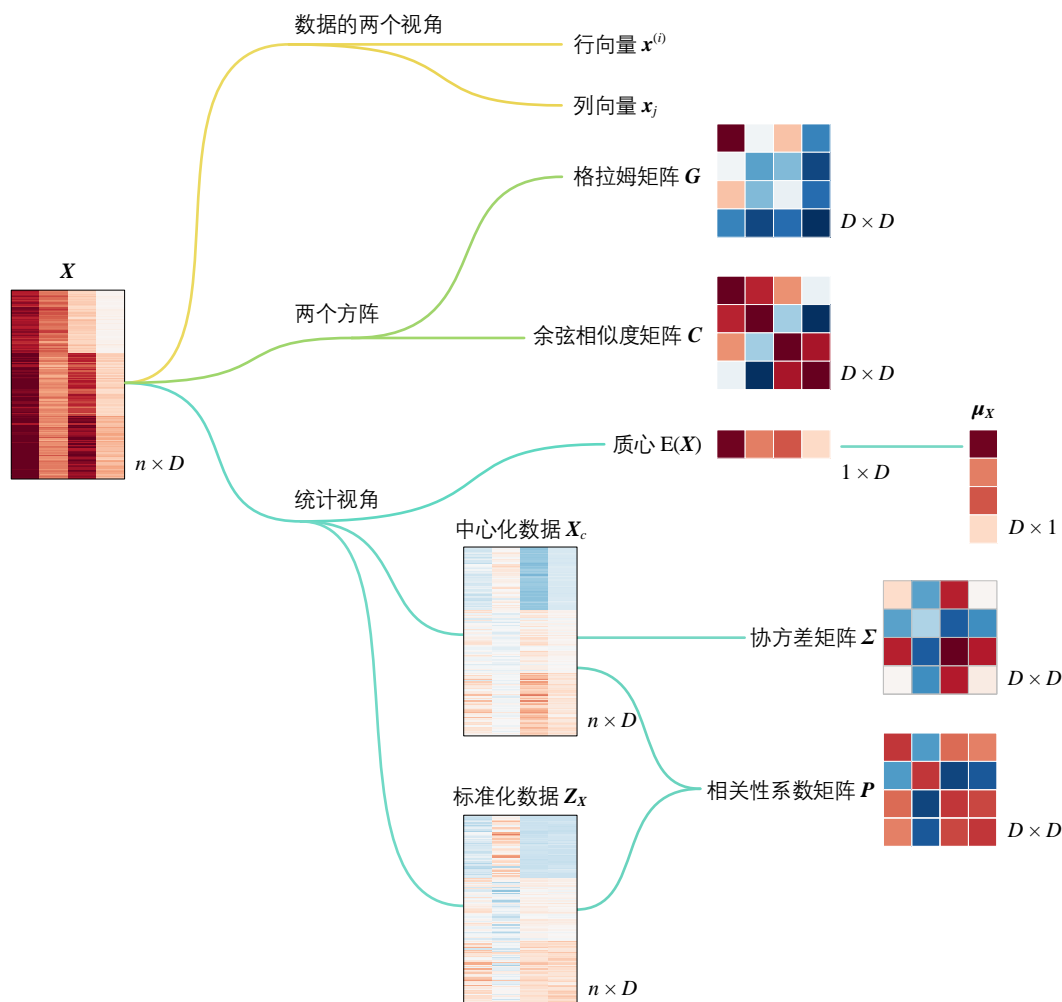 数据的两个视角
行向量 x^(i)
列向量 x_j
格拉姆矩阵 G
D × D
X
两个方阵
余弦相似度矩阵 C
D × D
n × D
μ_X
质心 E(X)
1 × D
D × 1
统计视角
中心化数据 X_c
协方差矩阵 Σ
D × D
n × D
相关性系数矩阵 P
D × D
标准化数据 Z_X
n × D